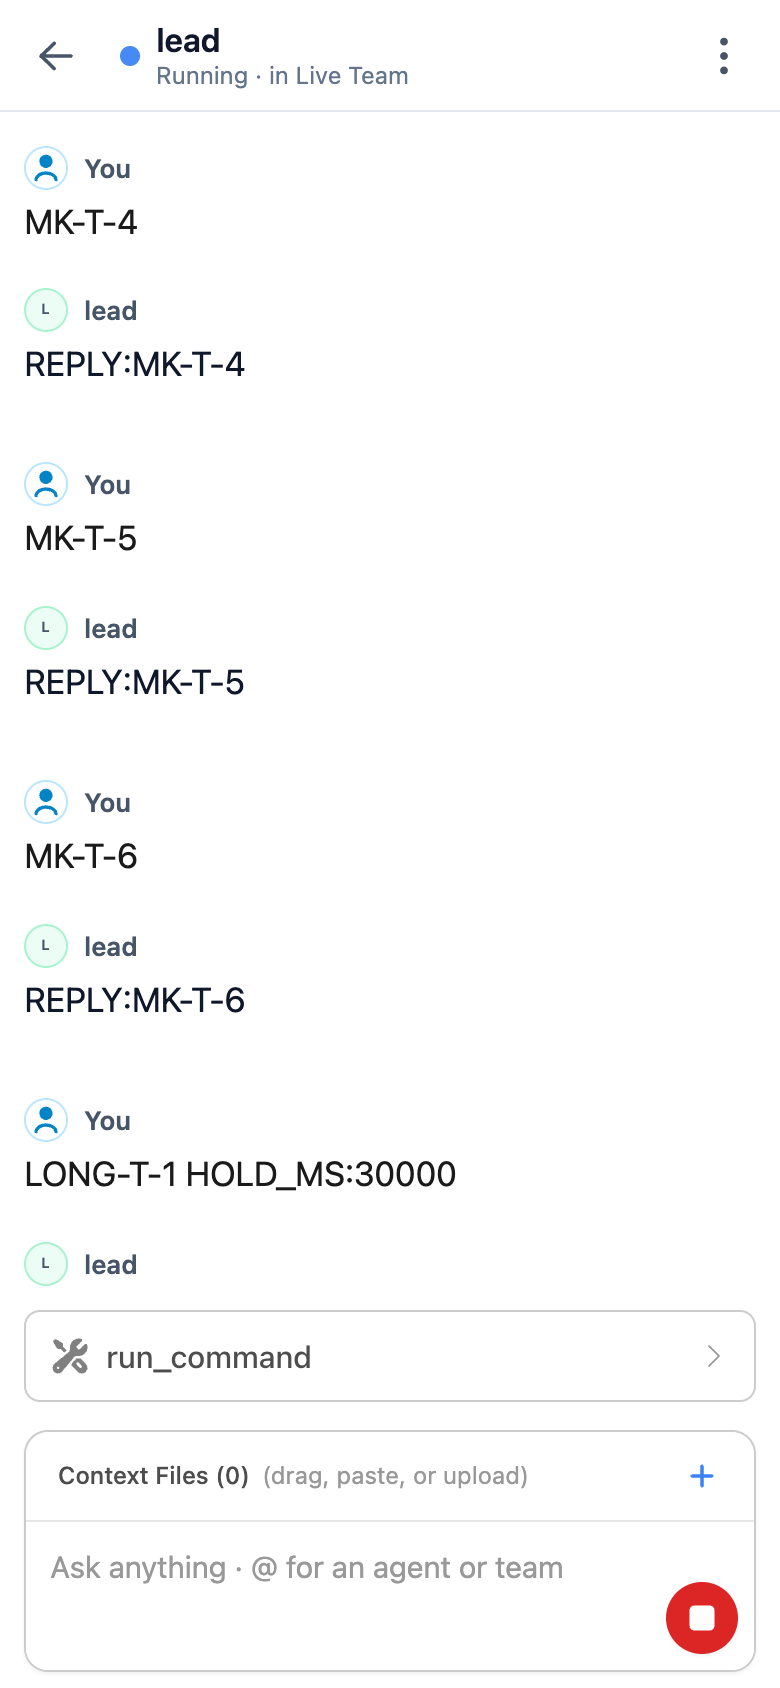 lead
Running · in Live Team
You
MK-T-4
L
lead
REPLY:MK-T-4
You
MK-T-5
L
lead
REPLY:MK-T-5
You
MK-T-6
L
lead
REPLY:MK-T-6
You
LONG-T-1 HOLD_MS:30000
L
lead
run_command
Context Files (0) (drag, paste, or upload)
Ask anything · @ for an agent or team